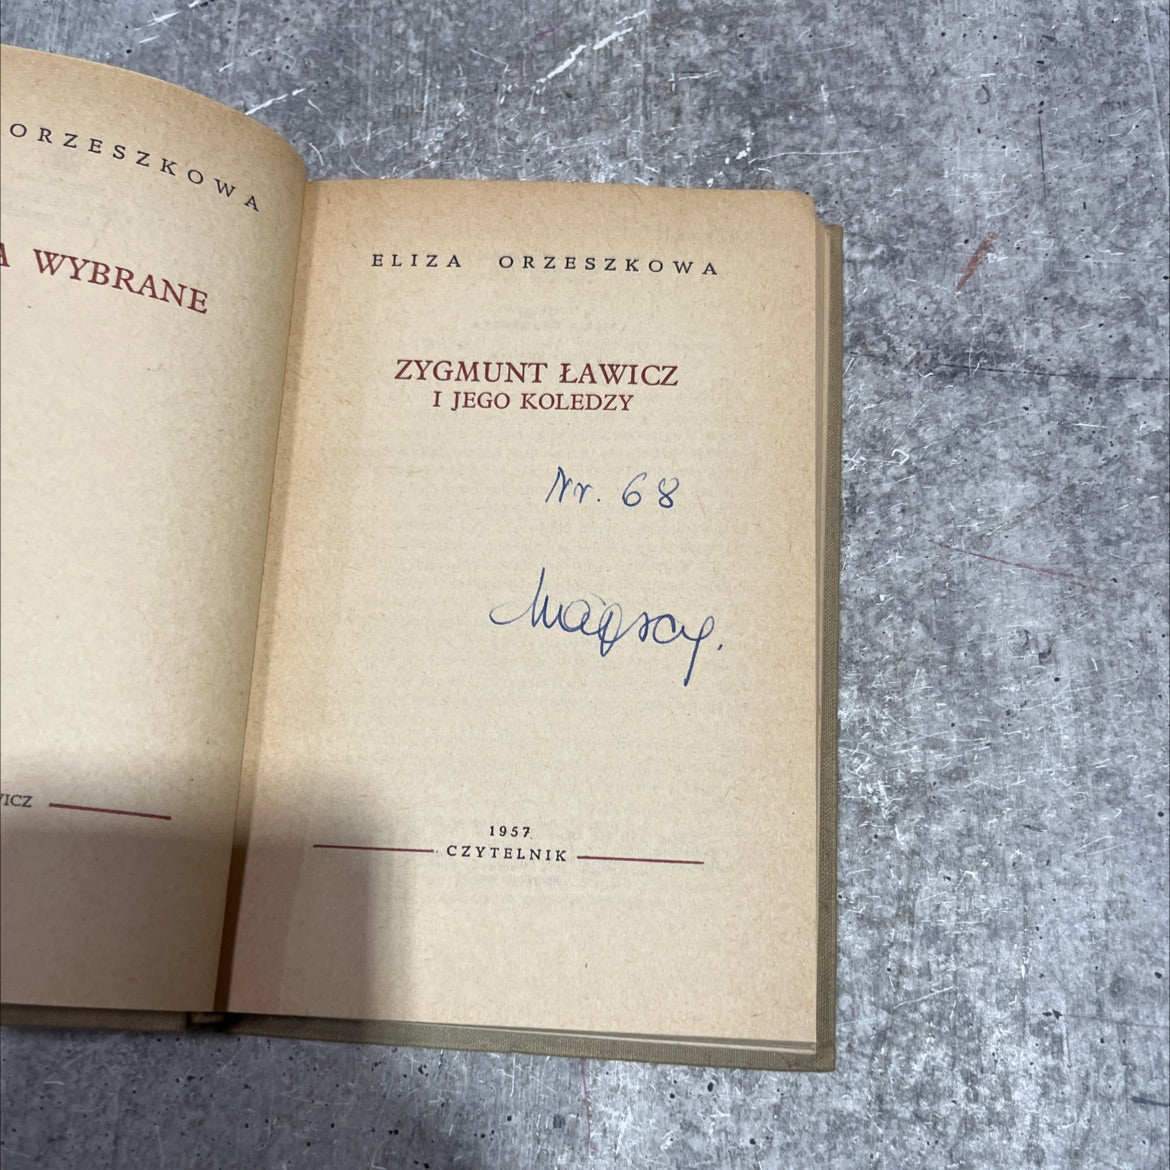 ORZESZKOWA
A WYBRANE
WICZ
ELIZA ORZESZKOWA
ZYGMUNT ŁAWICZ
I JEGO KOLEDZY
Nr. 68
1957
CZYTELNIK